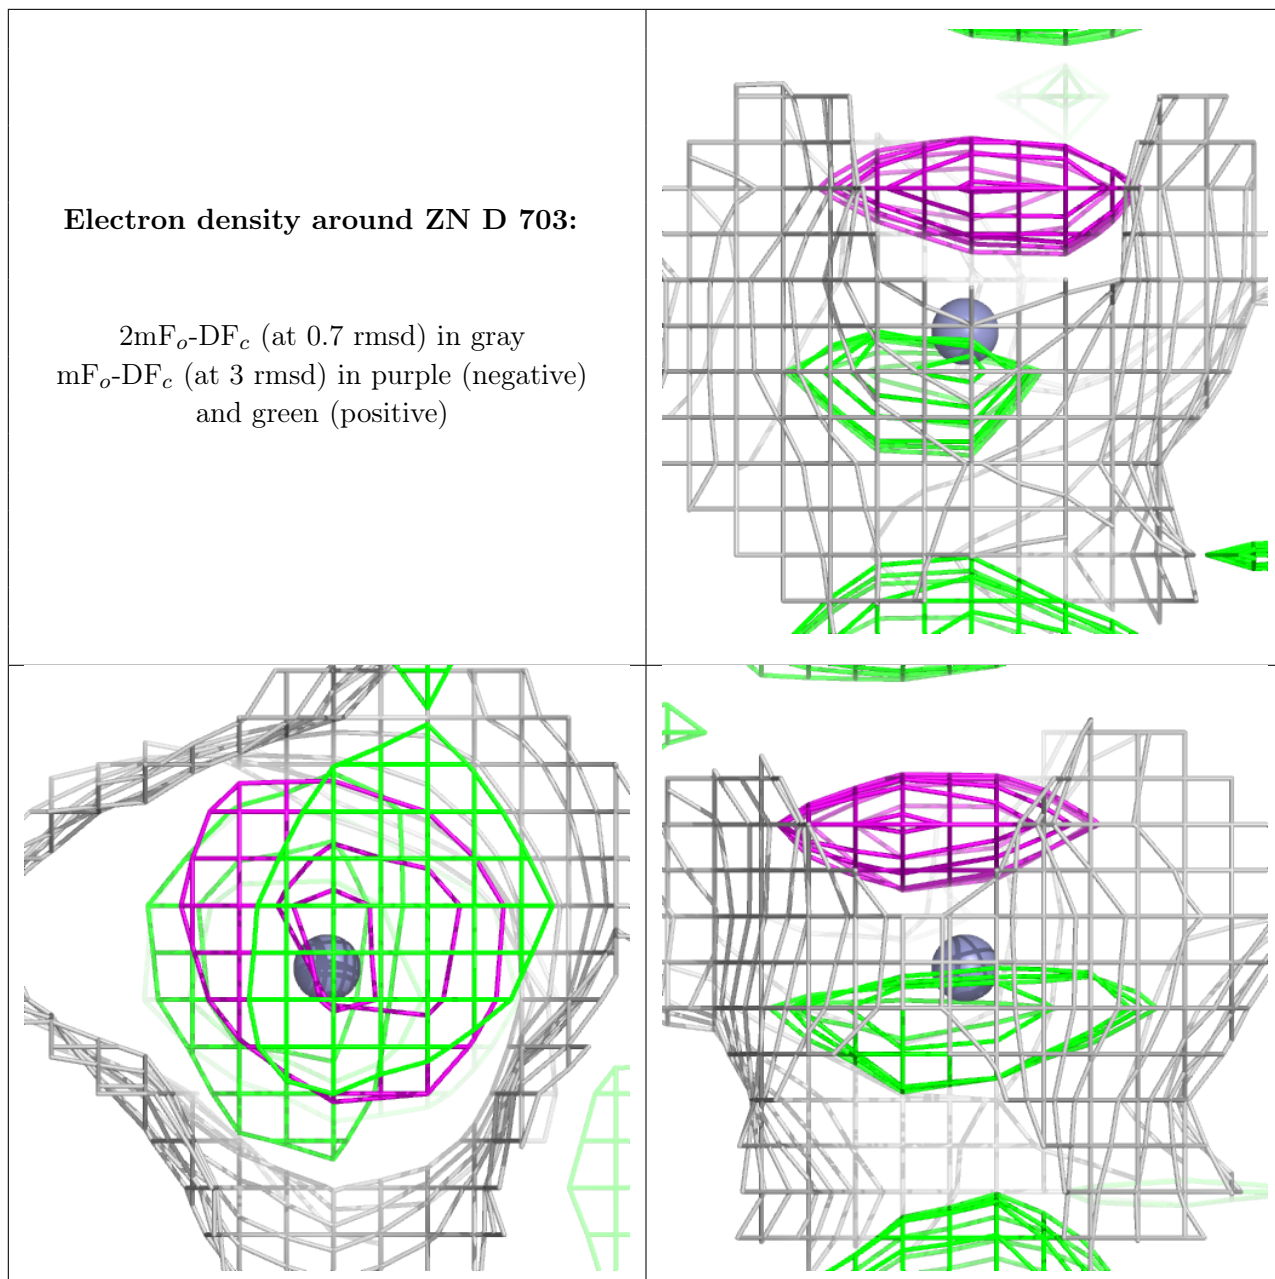 Electron density around ZN D 703:
2mFo-DFc (at 0.7 rmsd) in gray
mFo-DFc (at 3 rmsd) in purple (negative)
and green (positive)